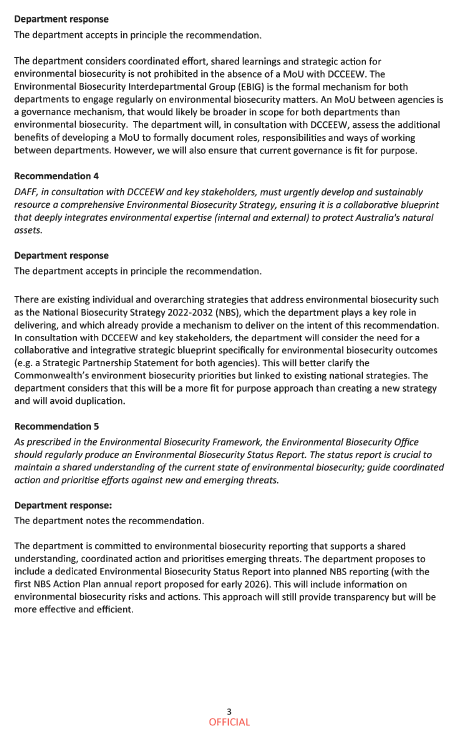 Department response
The department accepts in principle the recommendation.
The department considers coordinated effort, shared learnings and strategic action for
environmental biosecurity is not prohibited in the absence of a MoU with DCCEEW. The
Environmental Biosecurity Interdepartmental Group (EBIG) is the formal mechanism for both
departments to engage regularly on environmental biosecurity matters. An MoU between agencies is
a governance mechanism, that would likely be broader in scope for both departments than
environmental biosecurity.  The department will, in consultation with DCCEEW, assess the additional
benefits of developing a MoU to formally document roles, responsibilities and ways of working
between departments. However, we will also ensure that current governance is fit for purpose.
Recommendation 4
DAFF, in consultation with DCCEEW and key stakeholders, must urgently develop and sustainably
resource a comprehensive Environmental Biosecurity Strategy, ensuring it is a collaborative blueprint
that deeply integrates environmental expertise (internal and external) to protect Australia's natural
assets.
Department response
The department accepts in principle the recommendation.
There are existing individual and overarching strategies that address environmental biosecurity such
as the National Biosecurity Strategy 2022-2032 (NBS), which the department plays a key role in
delivering, and which already provide a mechanism to deliver on the intent of this recommendation.
In consultation with DCCEEW and key stakeholders, the department will consider the need for a
collaborative and integrative strategic blueprint specifically for environmental biosecurity outcomes
(e.g. a Strategic Partnership Statement for both agencies). This will better clarify the
Commonwealth's environment biosecurity priorities but linked to existing national strategies. The
department considers that this will be a more fit for purpose approach than creating a new strategy
and will avoid duplication.
Recommendation 5
As prescribed in the Environmental Biosecurity Framework, the Environmental Biosecurity Office
should regularly produce an Environmental Biosecurity Status Report. The status report is crucial to
maintain a shared understanding of the current state of environmental biosecurity; guide coordinated
action and prioritise efforts against new and emerging threats.
Department response:
The department notes the recommendation.
The department is committed to environmental biosecurity reporting that supports a shared
understanding, coordinated action and prioritises emerging threats. The department proposes to
include a dedicated Environmental Biosecurity Status Report into planned NBS reporting (with the
first NBS Action Plan annual report proposed for early 2026). This will include information on
environmental biosecurity risks and actions. This approach will still provide transparency but will be
more effective and efficient.
3
OFFICIAL